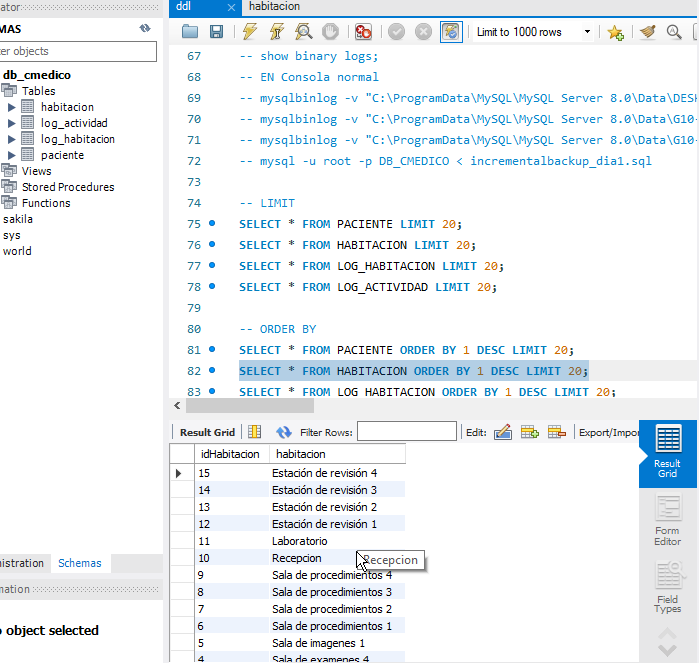 ator
MAS
ter objects
db_cmedico
Tables
habitacion
log_actividad
log_habitacion
paciente
Views
Stored Procedures
Functions
sakila
sys
world
nistration Schemas
mation
o object selected
ddl × habitacion
Limit to 1000 rows
67 -- show binary logs;
68 -- EN Consola normal
69 -- mysqlbinlog -v "C:\ProgramData\MySQL\MySQL Server 8.0\Data\DESK
70 -- mysqlbinlog -v "C:\ProgramData\MySQL\MySQL Server 8.0\Data\G10-
71 -- mysqlbinlog -v "C:\ProgramData\MySQL\MySQL Server 8.0\Data\G10-
72 -- mysql -u root -p DB_CMEDICO < incrementalbackup_dia1.sql
73
74 -- LIMIT
75 SELECT * FROM PACIENTE LIMIT 20;
76 SELECT * FROM HABITACION LIMIT 20;
77 SELECT * FROM LOG_HABITACION LIMIT 20;
78 SELECT * FROM LOG_ACTIVIDAD LIMIT 20;
79
80 -- ORDER BY
81 SELECT * FROM PACIENTE ORDER BY 1 DESC LIMIT 20;
82 SELECT * FROM HABITACION ORDER BY 1 DESC LIMIT 20;
83 SELECT * FROM LOG HABITACION ORDER BY 1 DESC LIMIT 20;
Result Grid Filter Rows: Edit: Export/Impor
idHabitacion habitacion
15 Estación de revisión 4
14 Estación de revisión 3
13 Estación de revisión 2
12 Estación de revisión 1
11 Laboratorio
10 Recepcion
Recepcion
9 Sala de procedimientos 4
8 Sala de procedimientos 3
7 Sala de procedimientos 2
6 Sala de procedimientos 1
5 Sala de imagenes 1
4 Sala de examenes 4
Result
Grid
Form
Editor
Field
Types